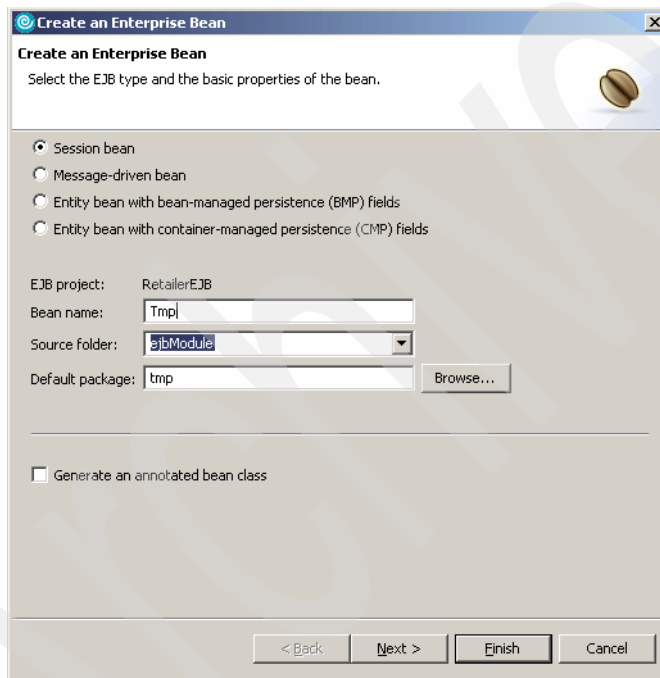 Create an Enterprise Bean
Create an Enterprise Bean
Select the EJB type and the basic properties of the bean.
Session bean
Message-driven bean
Entity bean with bean-managed persistence (BMP) fields
Entity bean with container-managed persistence (CMP) fields
EJB project: RetailerEJB
Bean name: Tmp
Source folder: ejbModule
Default package: tmp Browse...
Generate an annotated bean class
< Back Next > Finish Cancel